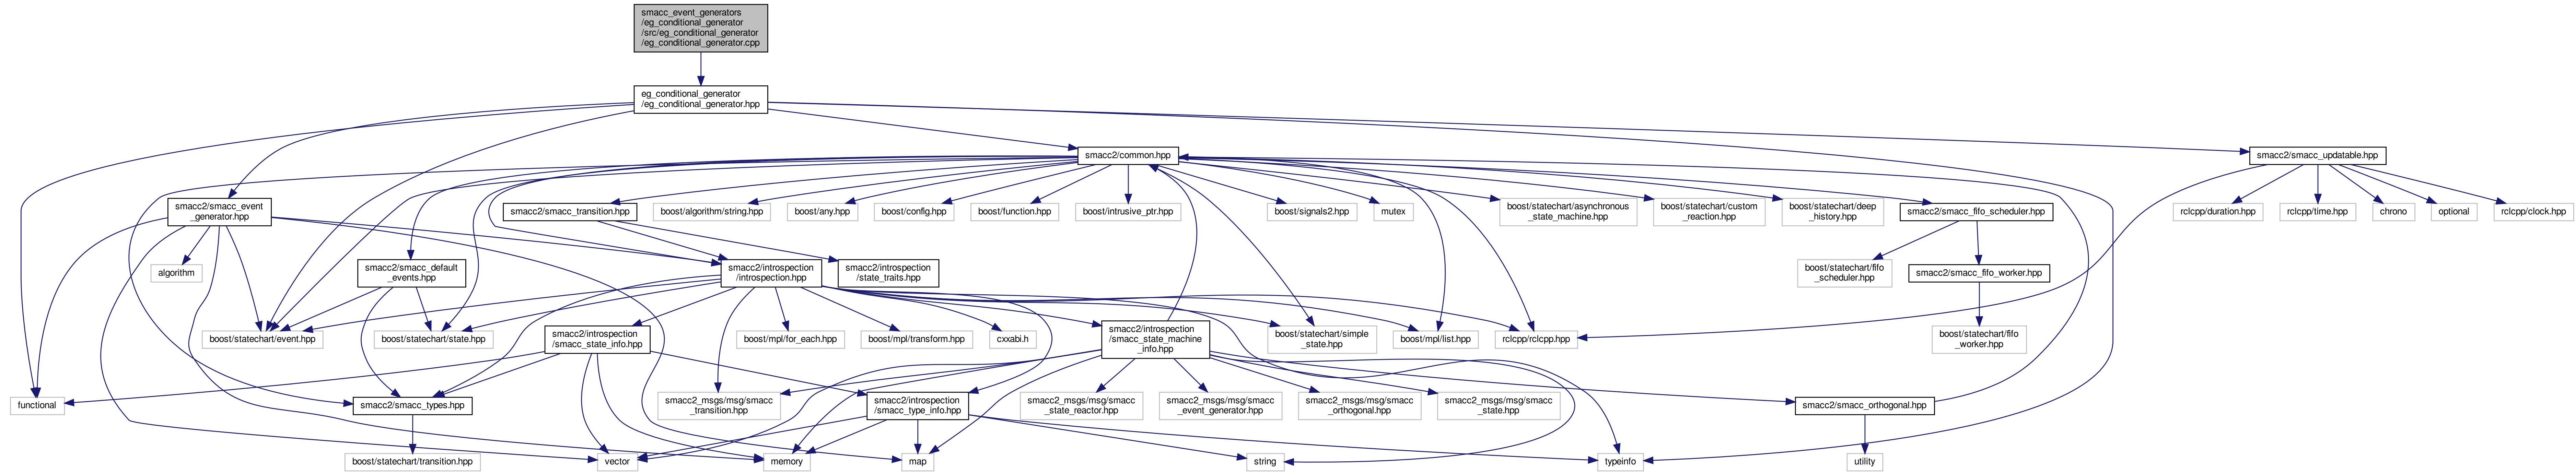 smacc_event_generators
/eg_conditional_generator
/src/eg_conditional_generator
/eg_conditional_generator.cpp
eg_conditional_generator
/eg_conditional_generator.hpp
smacc2/common.hpp
smacc2/smacc_updatable.hpp
smacc2/smacc_event
_generator.hpp
smacc2/smacc_transition.hpp
boost/algorithm/string.hpp
boost/any.hpp
boost/config.hpp
boost/function.hpp
boost/intrusive_ptr.hpp
boost/signals2.hpp
mutex
boost/statechart/asynchronous
_state_machine.hpp
boost/statechart/custom
_reaction.hpp
boost/statechart/deep
_history.hpp
smacc2/smacc_fifo_scheduler.hpp
rclcpp/duration.hpp
rclcpp/time.hpp
chrono
optional
rclcpp/clock.hpp
algorithm
smacc2/smacc_default
_events.hpp
smacc2/introspection
/introspection.hpp
smacc2/introspection
/state_traits.hpp
boost/statechart/fifo
_scheduler.hpp
smacc2/smacc_fifo_worker.hpp
boost/statechart/event.hpp
boost/statechart/state.hpp
smacc2/introspection
/smacc_state_info.hpp
boost/mpl/for_each.hpp
boost/mpl/transform.hpp
cxxabi.h
smacc2/introspection
/smacc_state_machine
_info.hpp
boost/statechart/simple
_state.hpp
boost/mpl/list.hpp
rclcpp/rclcpp.hpp
boost/statechart/fifo
_worker.hpp
functional
smacc2/smacc_types.hpp
smacc2_msgs/msg/smacc
_transition.hpp
smacc2/introspection
/smacc_type_info.hpp
smacc2_msgs/msg/smacc
_state_reactor.hpp
smacc2_msgs/msg/smacc
_event_generator.hpp
smacc2_msgs/msg/smacc
_orthogonal.hpp
smacc2_msgs/msg/smacc
_state.hpp
smacc2/smacc_orthogonal.hpp
boost/statechart/transition.hpp
vector
memory
map
string
typeinfo
utility